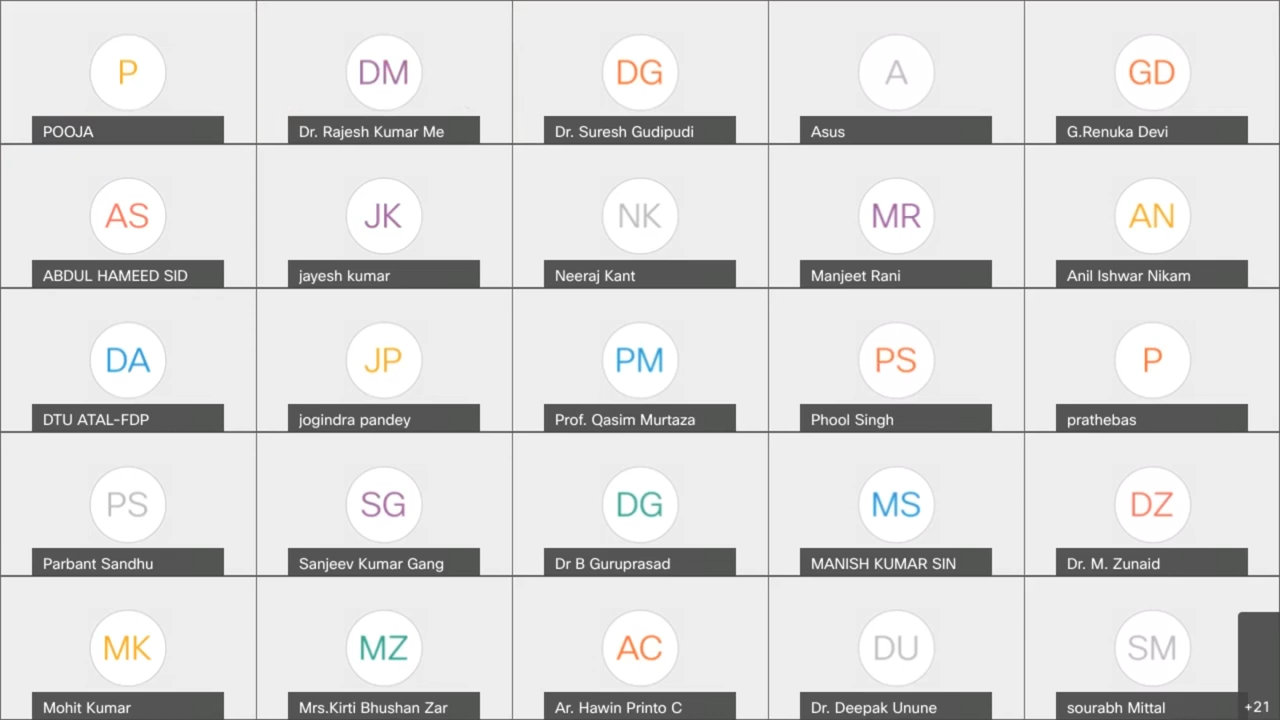 P
DM
DG
A
GD
POOJA
Dr. Rajesh Kumar Me
Dr. Suresh Gudipudi
Asus
G.Renuka Devi
AS
JK
NK
MR
AN
ABDUL HAMEED SID
jayesh kumar
Neeraj Kant
Manjeet Rani
Anil Ishwar Nikam
DA
JP
PM
PS
P
DTU ATAL-FDP
jogindra pandey
Prof. Qasim Murtaza
Phool Singh
prathebas
PS
SG
DG
MS
DZ
Parbant Sandhu
Sanjeev Kumar Gang
Dr B Guruprasad
MANISH KUMAR SIN
Dr. M. Zunaid
MK
MZ
AC
DU
SM
Mohit Kumar
Mrs.Kirti Bhushan Zar
Ar. Hawin Printo C
Dr. Deepak Unune
sourabh Mittal
+21